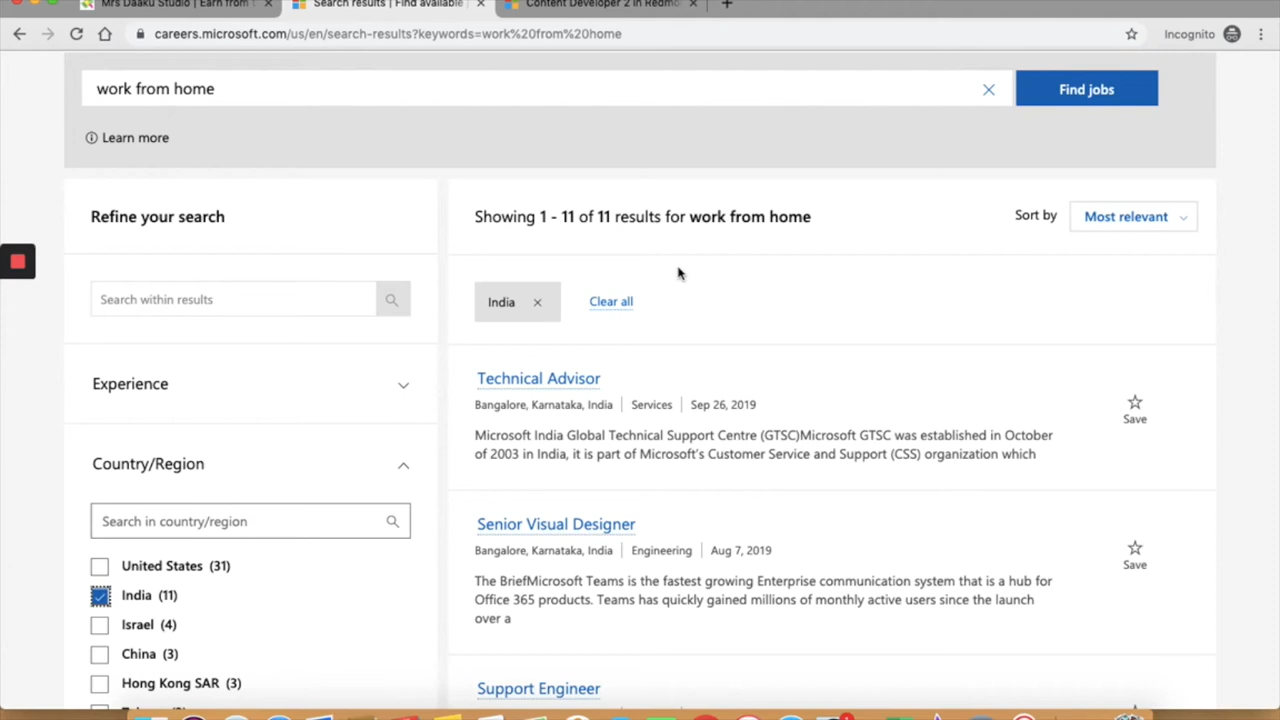 Mrs Daaku Studio | Earn from t
Search results | Find available
Content Developer 2 in Redmo
careers.microsoft.com/us/en/search-results?keywords=work%20from%20home
Incognito
work from home
Find jobs
Learn more
Refine your search
Showing 1 - 11 of 11 results for work from home
Sort by
Most relevant
Search within results
India
Clear all
Experience
Technical Advisor
Bangalore, Karnataka, India | Services | Sep 26, 2019
Save
Microsoft India Global Technical Support Centre (GTSC)Microsoft GTSC was established in October
of 2003 in India, it is part of Microsoft's Customer Service and Support (CSS) organization which
Country/Region
Search in country/region
Senior Visual Designer
Bangalore, Karnataka, India | Engineering | Aug 7, 2019
Save
The BriefMicrosoft Teams is the fastest growing Enterprise communication system that is a hub for
Office 365 products. Teams has quickly gained millions of monthly active users since the launch
over a
United States (31)
India (11)
Israel (4)
China (3)
Hong Kong SAR (3)
Support Engineer